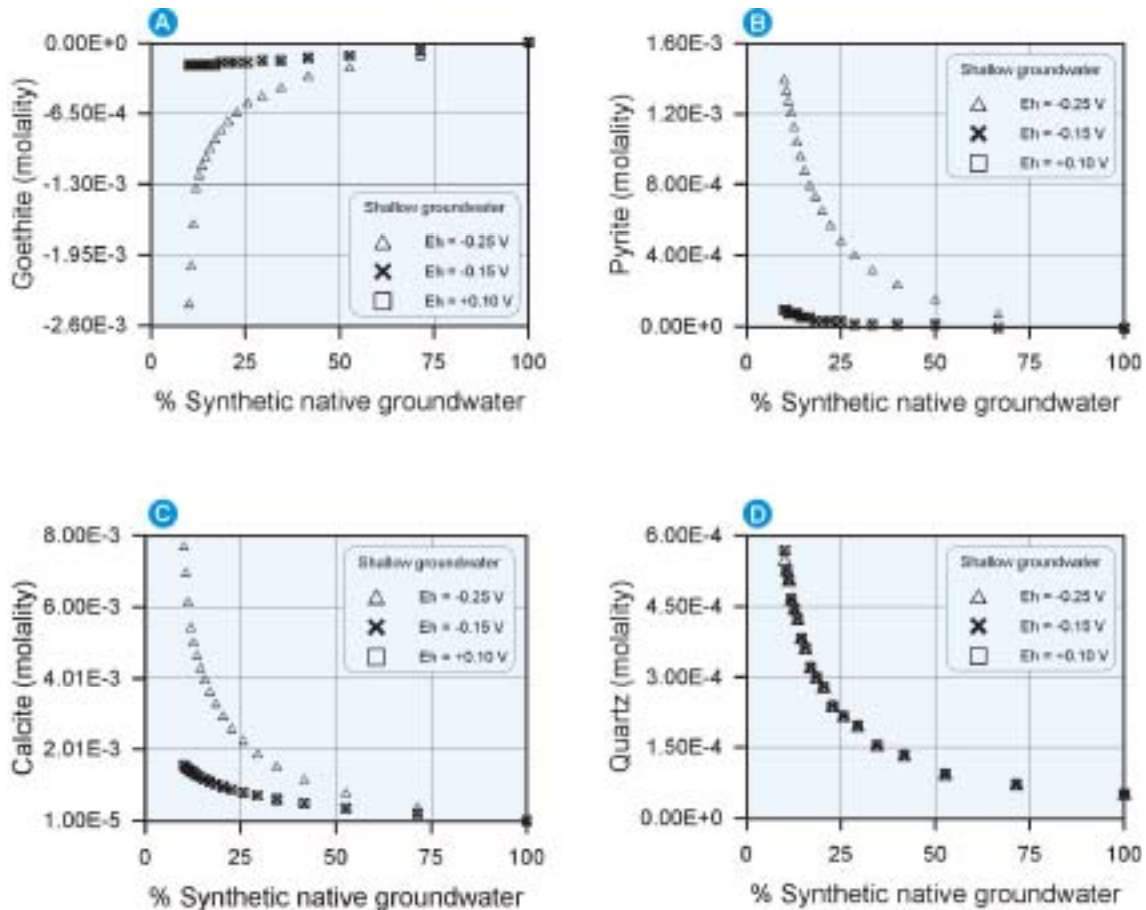 A
Goethite (molality)
0.00E+0
-6.50E-4
-1.30E-3
-1.95E-3
-2.60E-3
Shallow groundwater
Eh = -0.25 V
Eh = -0.15 V
Eh = +0.10 V
0 25 50 75 100
% Synthetic native groundwater
B
Pyrite (molality)
1.60E-3
1.20E-3
8.00E-4
4.00E-4
0.00E+0
Shallow groundwater
Eh = -0.25 V
Eh = -0.15 V
Eh = +0.10 V
0 25 50 75 100
% Synthetic native groundwater
C
Calcite (molality)
8.00E-3
6.00E-3
4.01E-3
2.01E-3
1.00E-5
Shallow groundwater
Eh = -0.25 V
Eh = -0.15 V
Eh = +0.10 V
0 25 50 75 100
% Synthetic native groundwater
D
Quartz (molality)
6.00E-4
4.50E-4
3.00E-4
1.50E-4
0.00E+0
Shallow groundwater
Eh = -0.25 V
Eh = -0.15 V
Eh = +0.10 V
0 25 50 75 100
% Synthetic native groundwater